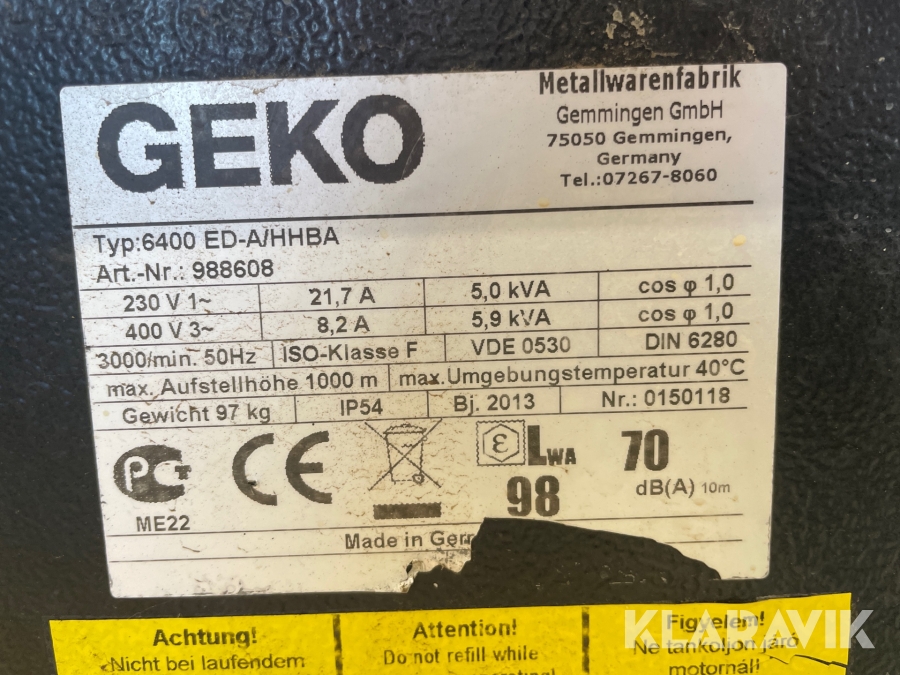 GEKO
Metallwarenfabrik
Gemmingen GmbH
75050 Gemmingen,
Germany
Tel.:07267-8060
Typ:6400 ED-A/HHBA
Art.-Nr.: 988608
230 V 1~ 21,7 A 5,0 kVA cos φ 1,0
400 V 3~ 8,2 A 5,9 kVA cos φ 1,0
3000/min. 50Hz ISO-Klasse F VDE 0530 DIN 6280
max. Aufstellhöhe 1000 m max.Umgebungstemperatur 40°C
Gewicht 97 kg IP54 Bj. 2013 Nr.: 0150118
PCT CE ε LWA 70
98 dB(A) 10m
ME22
Made in
Achtung!
Nicht bei laufendem
Attention!
Do not refill while
Figyelem!
Ne tankoljon járó
motornál!
KLARAVIK